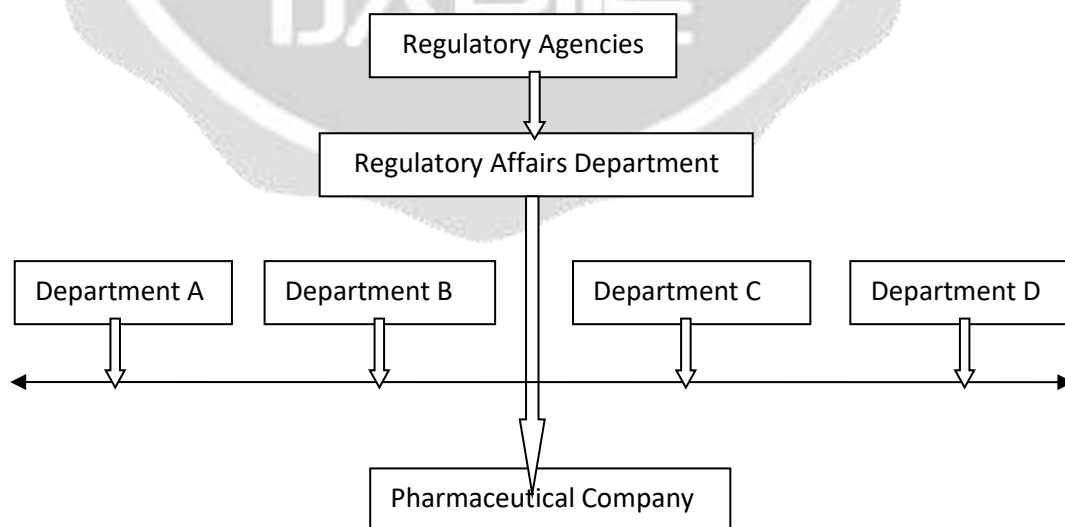 Regulatory Agencies
Regulatory Affairs Department
Department A
Department B
Department C
Department D
Pharmaceutical Company